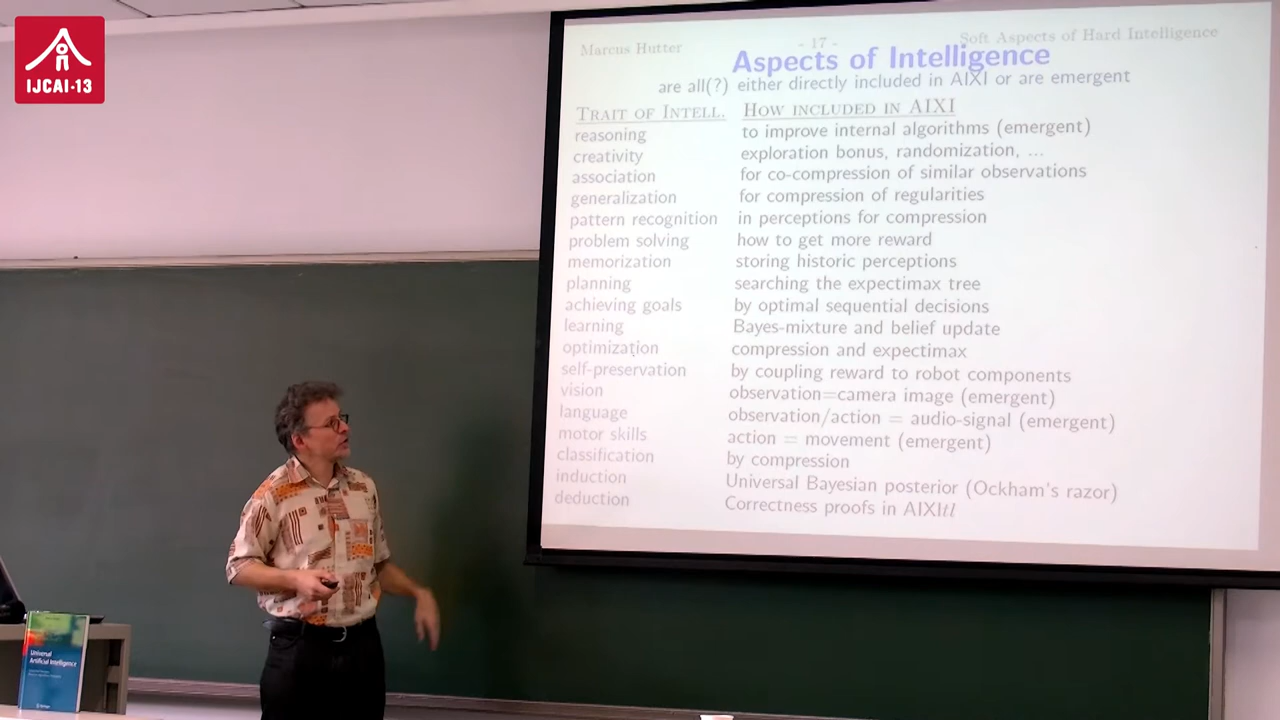 IJCAI-13
Marcus Hutter - 17 - Soft Aspects of Hard Intelligence
Aspects of Intelligence
are all(?) either directly included in AIXI or are emergent
TRAIT OF INTELL. HOW INCLUDED IN AIXI
reasoning to improve internal algorithms (emergent)
creativity exploration bonus, randomization, ...
association for co-compression of similar observations
generalization for compression of regularities
pattern recognition in perceptions for compression
problem solving how to get more reward
memorization storing historic perceptions
planning searching the expectimax tree
achieving goals by optimal sequential decisions
learning Bayes-mixture and belief update
optimization compression and expectimax
self-preservation by coupling reward to robot components
vision observation=camera image (emergent)
language observation/action = audio-signal (emergent)
motor skills action = movement (emergent)
classification by compression
induction Universal Bayesian posterior (Ockham's razor)
deduction Correctness proofs in AIXItl
Universal
Artificial Intelligence
Springer